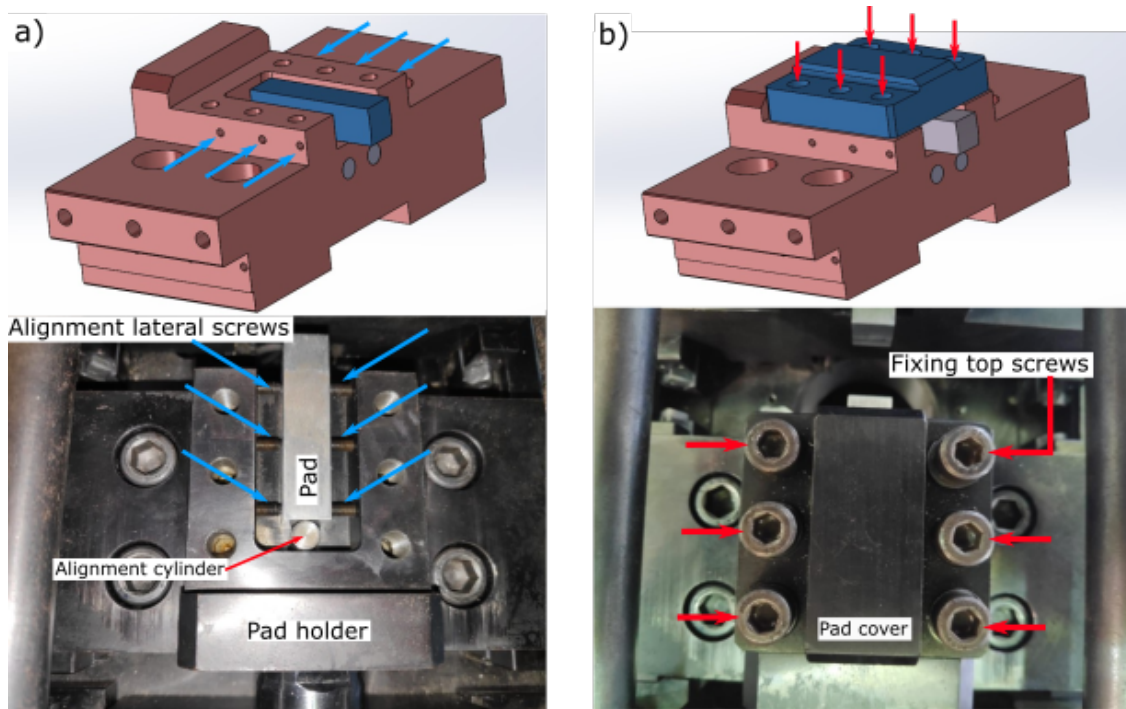 a)
b)
Alignment lateral screws
Fixing top screws
Pad
Alignment cylinder
Pad holder
Pad cover